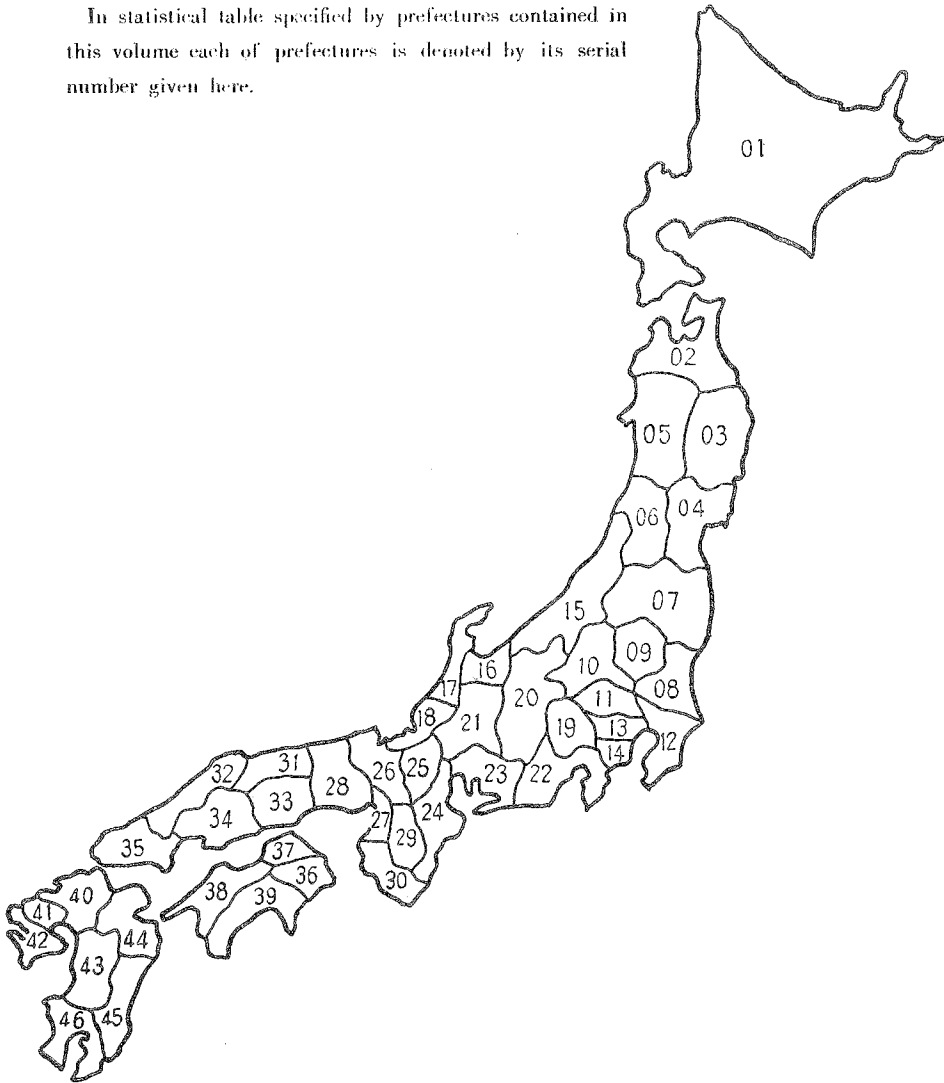 In statistical table specified by prefectures contained in
this volume each of prefectures is denoted by its serial
number given here.
01
02
05 03
06 04
15 07
09
16 10
17 20 11 08
18 21 19 13 12
14
31 26 25 23 22
32 28
33 27 24
34 29
35 37 30
38 36
40 39
41
42 44
43
46 45